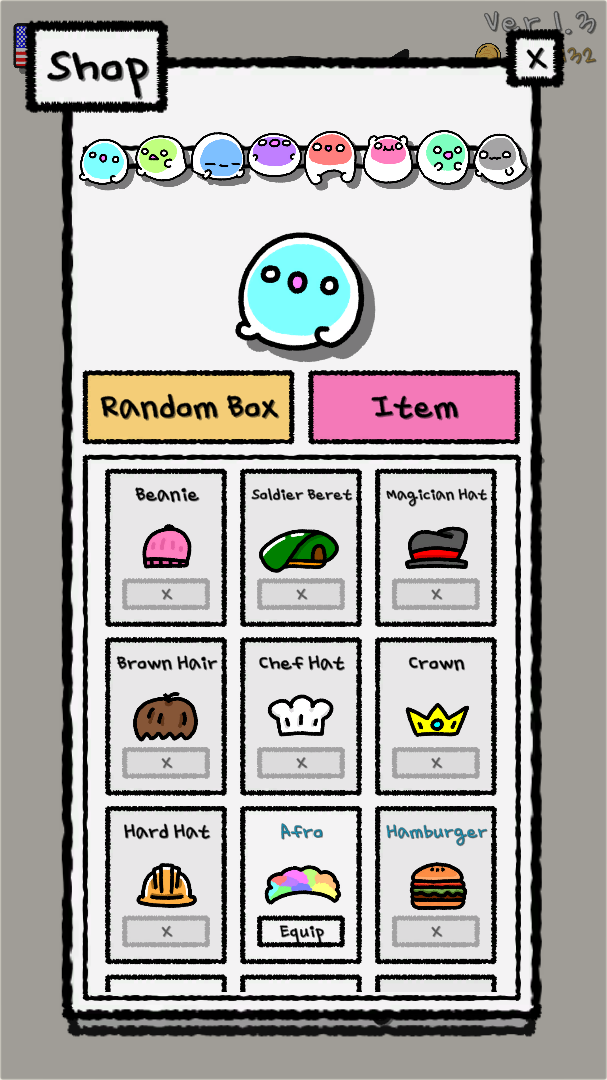 Ver 1.3
Shop
X
132
Random Box
Item
Beanie
Soldier Beret
Magician Hat
X
X
X
Brown Hair
Chef Hat
Crown
X
X
X
Hard Hat
Afro
Hamburger
X
Equip
X